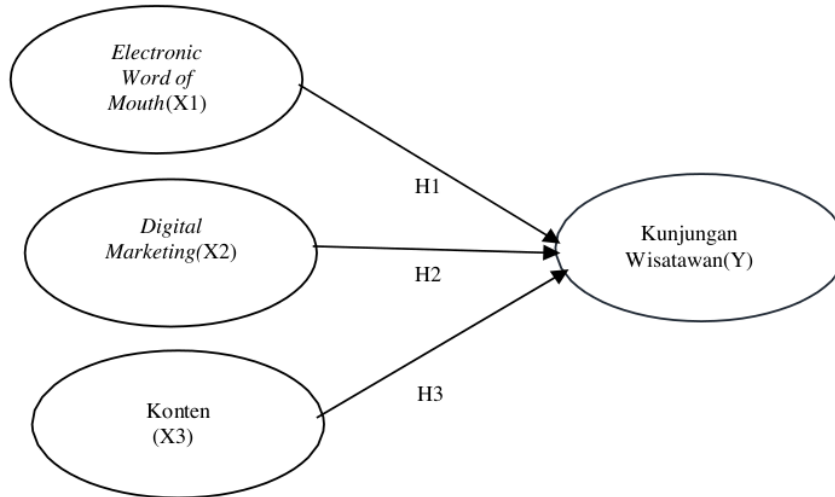 Electronic
Word of
Mouth(X1)
H1
Digital
Marketing(X2)
H2
Kunjungan
Wisatawan(Y)
Konten
(X3)
H3